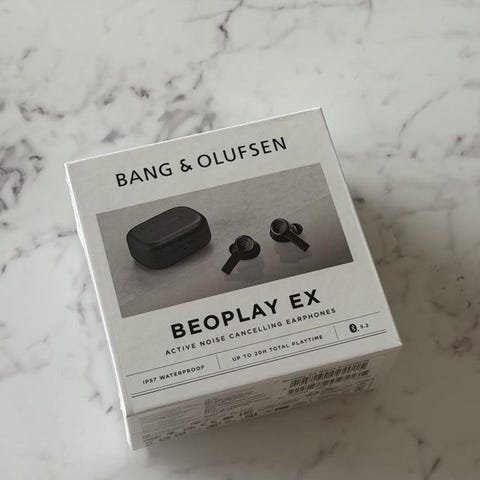 BANG & OLUFSEN
BEOPLAY EX
ACTIVE NOISE CANCELLING EARPHONES
IP57 WATERPROOF
UP TO 20H TOTAL PLAYTIME
5.2